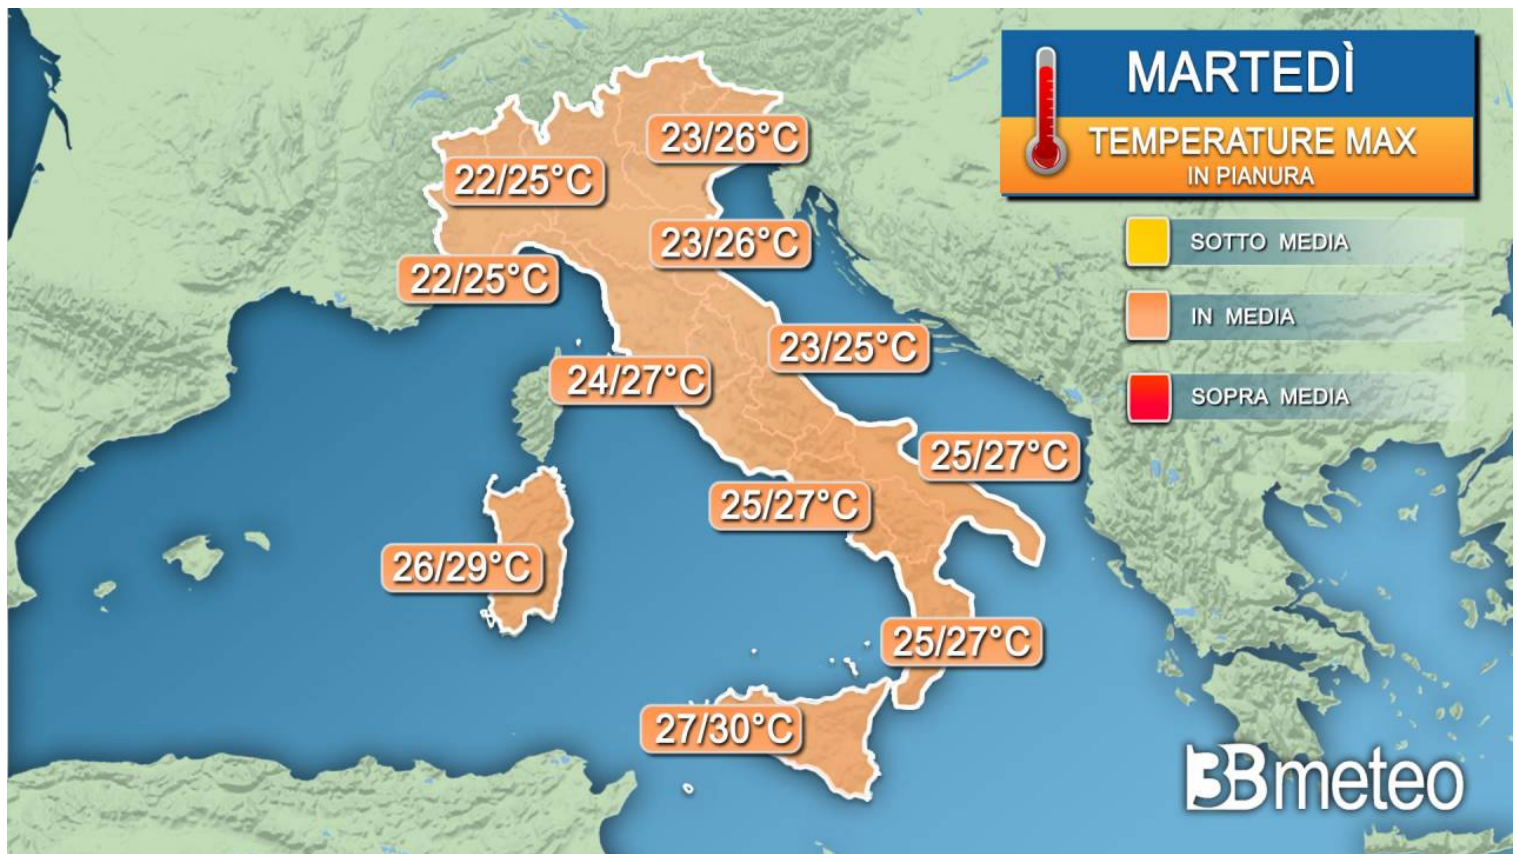 MARTEDÌ
TEMPERATURE MAX
IN PIANURA
23/26°C
22/25°C
SOTTO MEDIA
23/26°C
22/25°C
IN MEDIA
23/25°C
24/27°C
SOPRA MEDIA
25/27°C
25/27°C
26/29°C
25/27°C
27/30°C
3Bmeteo